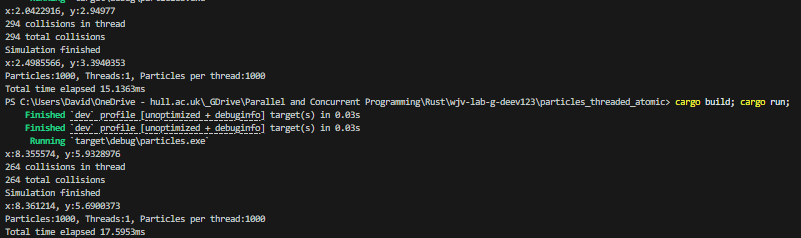 Running `target\debug\particles.exe`
x:2.0422916, y:2.94977
294 collisions in thread
294 total collisions
Simulation finished
x:2.4985566, y:3.3940353
Particles:1000, Threads:1, Particles per thread:1000
Total time elapsed 15.1363ms
PS C:\Users\David\OneDrive - hull.ac.uk\_GDrive\Parallel and Concurrent Programming\Rust\wjv-lab-g-deev123\particles_threaded_atomic> cargo build; cargo run;
Finished `dev` profile [unoptimized + debuginfo] target(s) in 0.03s
Finished `dev` profile [unoptimized + debuginfo] target(s) in 0.03s
Running `target\debug\particles.exe`
x:8.355574, y:5.9328976
264 collisions in thread
264 total collisions
Simulation finished
x:8.361214, y:5.6900373
Particles:1000, Threads:1, Particles per thread:1000
Total time elapsed 17.5953ms